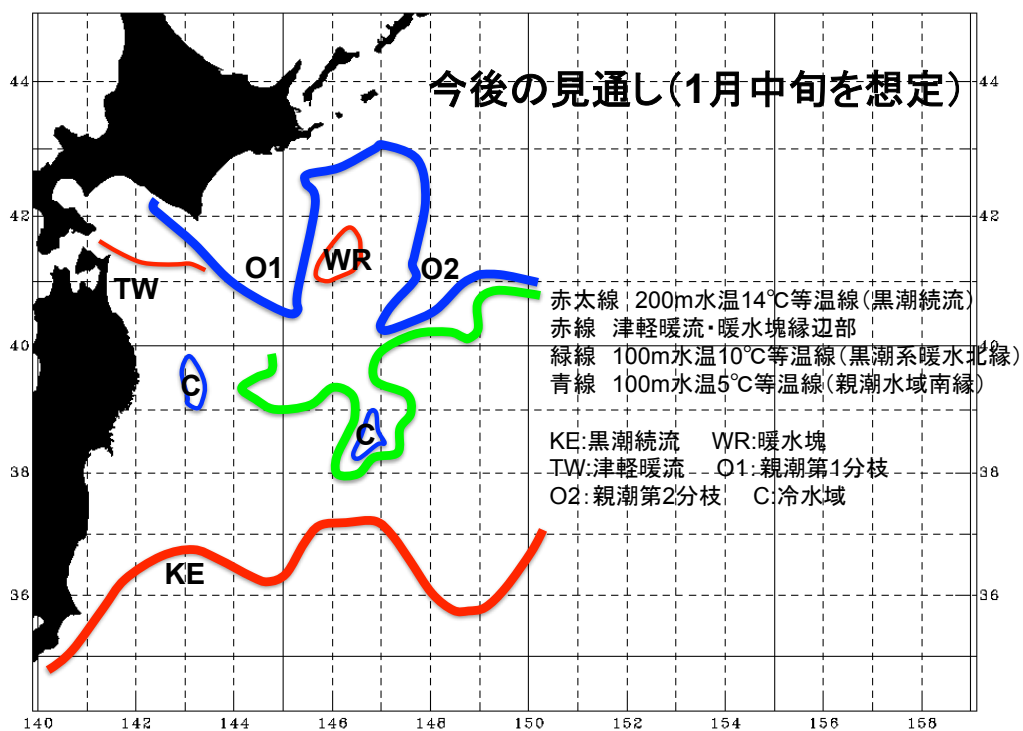 今後の見通し(1月中旬を想定)
44
44
42
42
WR
O1
O2
TW
赤太線 200m水温14℃等温線(黒潮続流)
赤線 津軽暖流・暖水塊縁辺部
40
40
緑線 100m水温10℃等温線(黒潮系暖水北縁)
青線 100m水温5℃等温線(親潮水域南縁)
C
C
KE:黒潮続流 WR:暖水塊
38
38
TW:津軽暖流 O1:親潮第1分枝
O2:親潮第2分枝 C:冷水域
KE
36
36
140 142 144 146 148 150 152 154 156 158